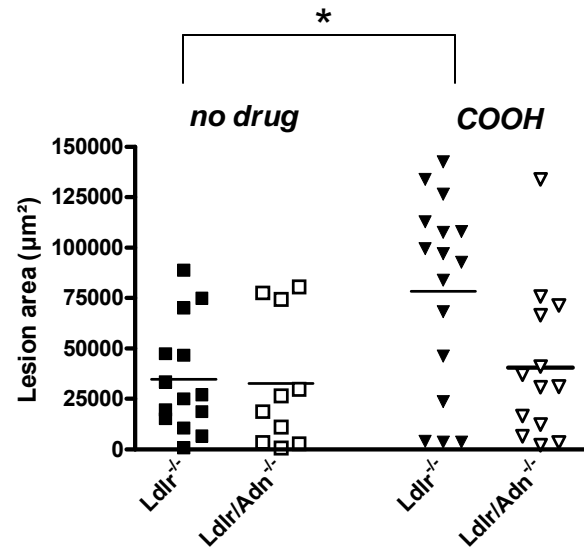 *
no drug
COOH
150000
125000
100000
75000
50000
25000
0
Lesion area (µm²)
Ldlr-/-
Ldlr/Adn-/-
Ldlr-/-
Ldlr/Adn-/-